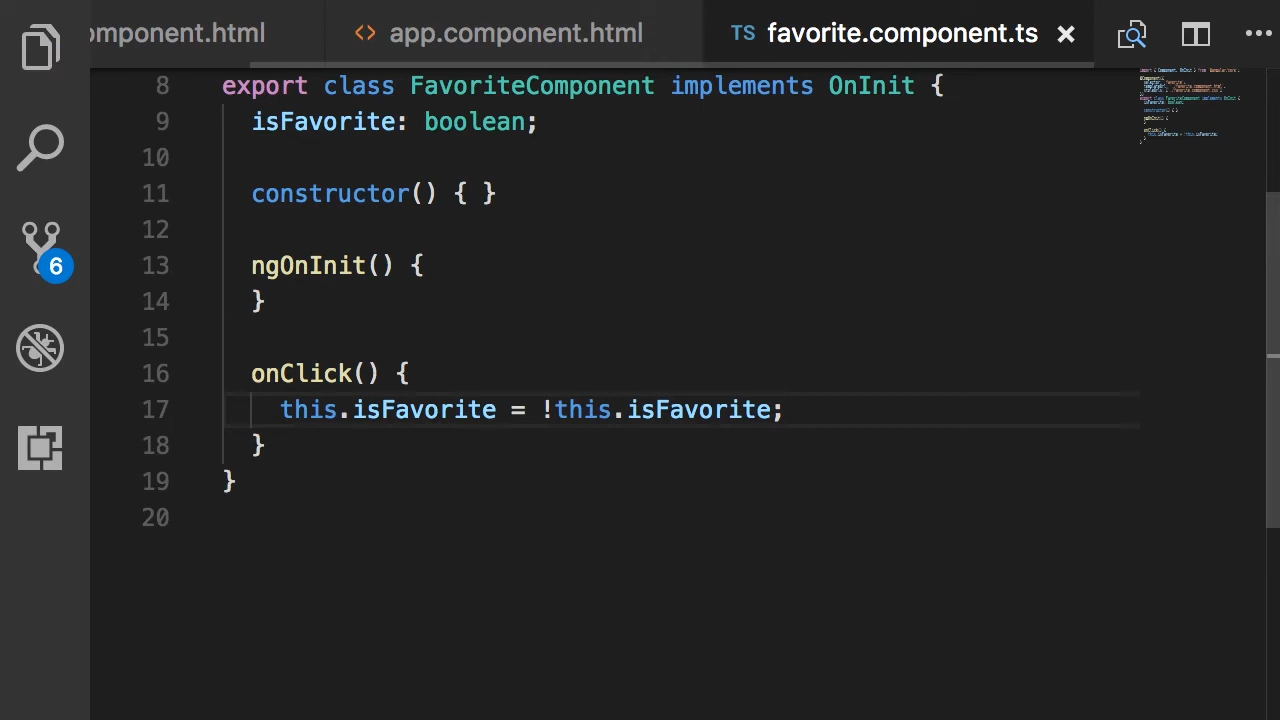 omponent.html <> app.component.html TS favorite.component.ts
8 export class FavoriteComponent implements OnInit {
9 isFavorite: boolean;
10
11 constructor() { }
12
13 ngOnInit() {
14 }
15
16 onClick() {
17 this.isFavorite = !this.isFavorite;
18 }
19 }
20
6